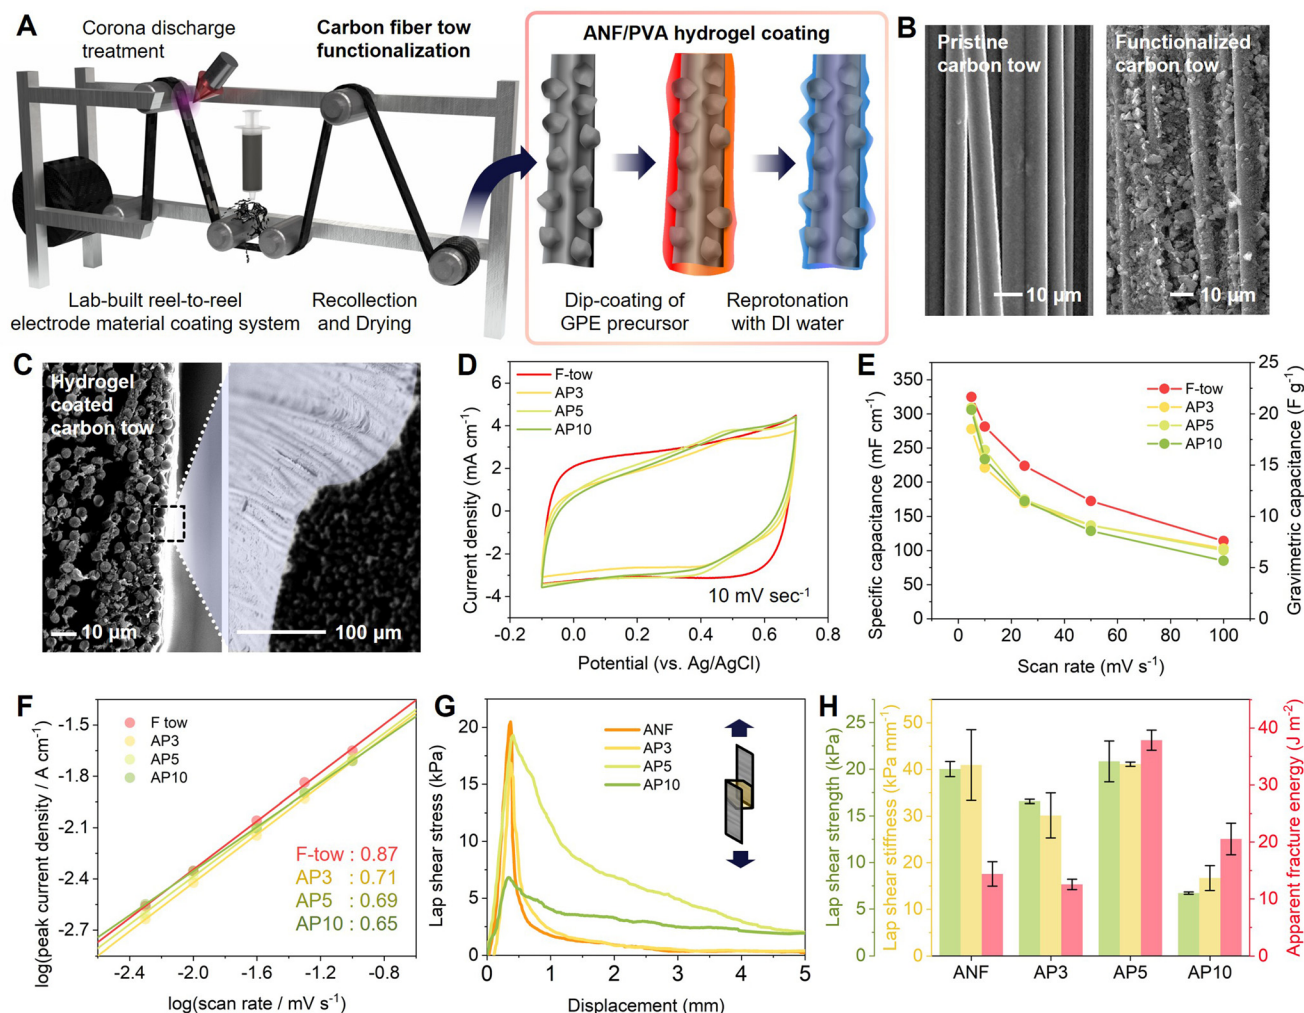 A
Corona discharge
treatment
Carbon fiber tow
functionalization
Lab-built reel-to-reel
electrode material coating system
Recollection
and Drying
ANF/PVA hydrogel coating
Dip-coating of
GPE precursor
Reprotonation
with DI water
B
Pristine
carbon tow
10 μm
Functionalized
carbon tow
10 μm
C
Hydrogel
coated
carbon tow
10 μm
100 μm
D
Current density (mA cm⁻¹)
6
4
2
0
-2
-4
F-tow
AP3
AP5
AP10
10 mV sec⁻¹
-0.2 0.0 0.2 0.4 0.6 0.8
Potential (vs. Ag/AgCl)
E
Specific capacitance (mF cm⁻¹)
350
300
250
200
150
100
50
0
F-tow
AP3
AP5
AP10
25
20
15
10
5
0
Gravimetric capacitance (F g⁻¹)
0 25 50 75 100
Scan rate (mV s⁻¹)
F
log(peak current density / A cm⁻¹)
-1.5
-1.8
-2.1
-2.4
-2.7
F tow
AP3
AP5
AP10
F-tow : 0.87
AP3 : 0.71
AP5 : 0.69
AP10 : 0.65
-2.4 -2.0 -1.6 -1.2 -0.8
log(scan rate / mV s⁻¹)
G
Lap shear stress (kPa)
20
15
10
5
0
ANF
AP3
AP5
AP10
0 1 2 3 4 5
Displacement (mm)
H
Lap shear strength (kPa)
25
20
15
10
5
0
Lap shear stiffness (kPa mm⁻¹)
50
40
30
20
10
0
40
30
20
10
0
Apparent fracture energy (J m⁻²)
ANF AP3 AP5 AP10